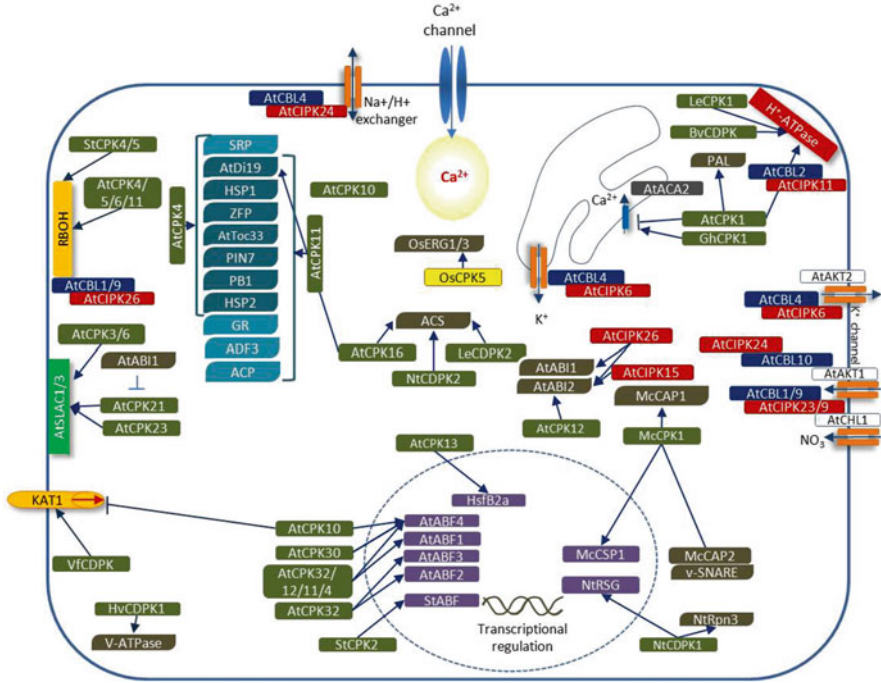 Ca²⁺
channel
AtCBL4
AtCIPK24
Na+/H+
exchanger
Ca²⁺
LeCPK1
BvCDPK
H⁺-ATPase
PAL
AtCBL2
AtCIPK11
Ca²⁺
AtACA2
AtCPK1
GhCPK1
StCPK4/5
AtCPK4/
5/6/11
RBOH
AtCBL1/9
AtCIPK26
AtCPK4
SRP
AtDi19
HSP1
ZFP
AtToc33
PIN7
PB1
HSP2
GR
ADF3
ACP
AtCPK11
AtCPK10
OsERG1/3
OsCPK5
AtCBL4
AtCIPK6
K⁺
AtAKT2
AtCBL4
AtCIPK6
K⁺ channel
AtCIPK24
AtCBL10
AtAKT1
AtCBL1/9
AtCIPK23/9
AtCHL1
NO₃
AtCPK3/6
AtABI1
AtSLAC1/3
AtCPK21
AtCPK23
ACS
AtCPK16
LeCDPK2
NtCDPK2
AtCIPK26
AtABI1
AtCIPK15
AtABI2
AtCPK12
McCAP1
McCPK1
KAT1
VfCDPK
AtCPK13
HsfB2a
AtCPK10
AtABF4
AtCPK30
AtABF1
AtCPK32/
12/11/4
AtABF3
AtABF2
AtCPK32
StABF
StCPK2
McCSP1
NtRSG
Transcriptional
regulation
McCAP2
v-SNARE
NtRpn3
NtCDPK1
HvCDPK1
V-ATPase